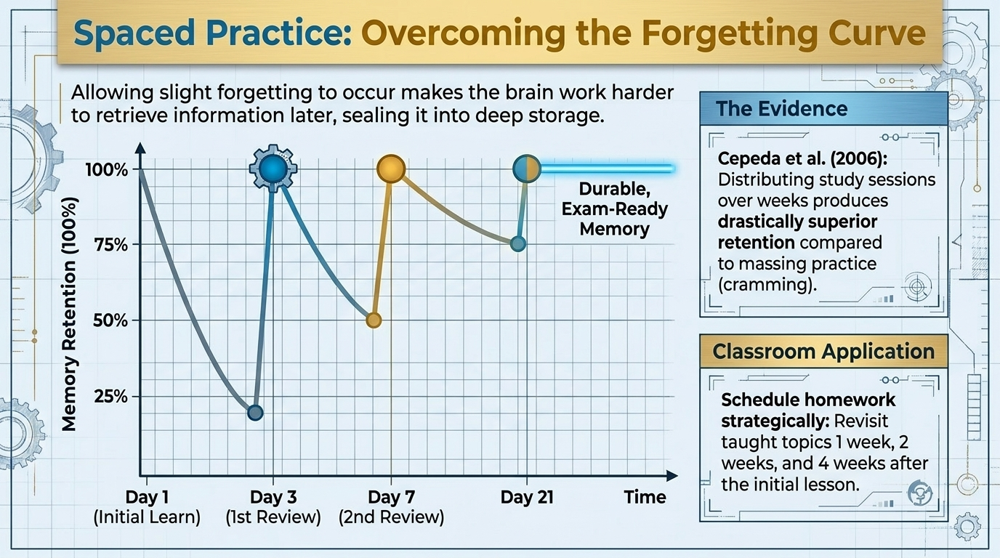 Spaced Practice: Overcoming the Forgetting Curve
Allowing slight forgetting to occur makes the brain work harder
to retrieve information later, sealing it into deep storage.
Memory Retention (100%)
100%
75%
50%
25%
Durable,
Exam-Ready
Memory
Day 1
(Initial Learn)
Day 3
(1st Review)
Day 7
(2nd Review)
Day 21
Time
The Evidence
Cepeda et al. (2006):
Distributing study sessions
over weeks produces
drastically superior
retention compared
to massing practice
(cramming).
Classroom Application
Schedule homework
strategically: Revisit
taught topics 1 week, 2
weeks, and 4 weeks after
the initial lesson.